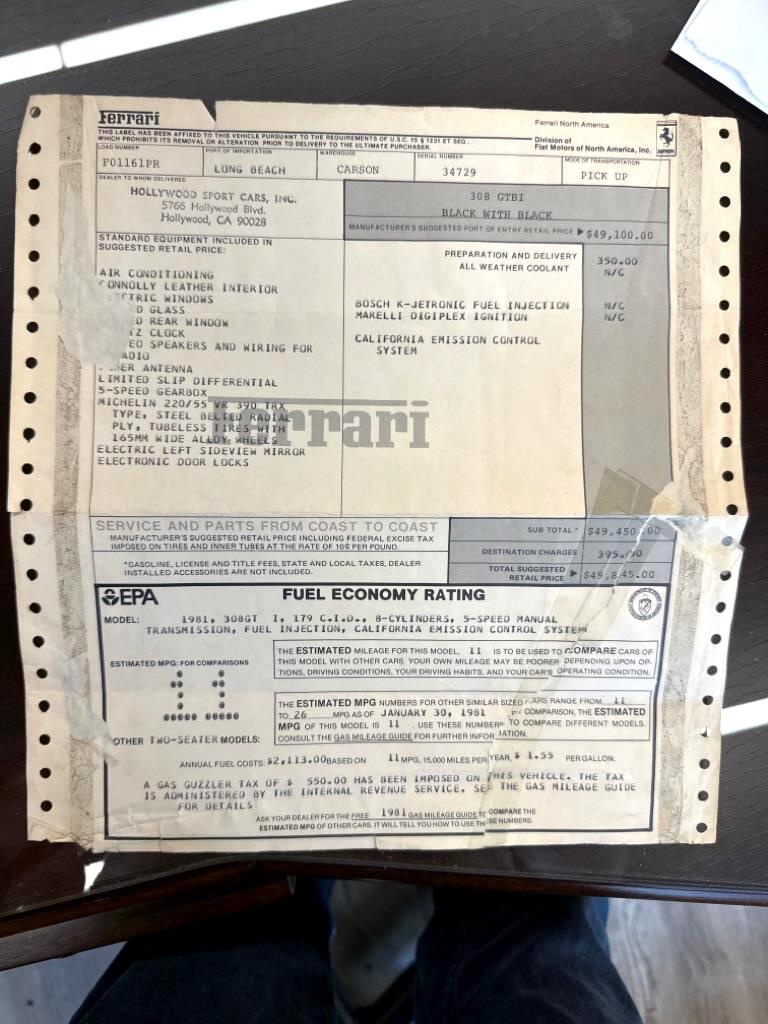 Ferrari
Ferrari North America
Division of
Fiat Motors of North America, Inc.
THIS LABEL HAS BEEN AFFIXED TO THIS VEHICLE PURSUANT TO THE REQUIREMENTS OF U.S.C. 15 § 1231 ET SEQ.,
WHICH PROHIBITS ITS REMOVAL OR ALTERATION PRIOR TO DELIVERY TO THE ULTIMATE PURCHASER.
LOAD NUMBER PORT OF IMPORTATION WAREHOUSE SERIAL NUMBER MODE OF TRANSPORTATION
F01161PR LONG BEACH CARSON 34729 PICK UP
DEALER TO WHOM DELIVERED
HOLLYWOOD SPORT CARS, INC.
5766 Hollywood Blvd.
Hollywood, CA 90028
308 GTBI
BLACK WITH BLACK
MANUFACTURER'S SUGGESTED PORT OF ENTRY RETAIL PRICE $49,100.00
STANDARD EQUIPMENT INCLUDED IN
SUGGESTED RETAIL PRICE:
AIR CONDITIONING
CONNOLLY LEATHER INTERIOR
CTRIC WINDOWS
D GLASS
D REAR WINDOW
TZ CLOCK
EO SPEAKERS AND WIRING FOR
ADIO
ER ANTENNA
LIMITED SLIP DIFFERENTIAL
5-SPEED GEARBOX
MICHELIN 220/55 VR 390 TRX
TYPE, STEEL BELTED RADIAL
PLY, TUBELESS TIRES WITH
165MM WIDE ALLOY WHEELS
ELECTRIC LEFT SIDEVIEW MIRROR
ELECTRONIC DOOR LOCKS
PREPARATION AND DELIVERY 350.00
ALL WEATHER COOLANT N/C
BOSCH K-JETRONIC FUEL INJECTION N/C
MARELLI DIGIPLEX IGNITION N/C
CALIFORNIA EMISSION CONTROL
SYSTEM
Ferrari
SERVICE AND PARTS FROM COAST TO COAST
MANUFACTURER'S SUGGESTED RETAIL PRICE INCLUDING FEDERAL EXCISE TAX
IMPOSED ON TIRES AND INNER TUBES AT THE RATE OF 10¢ PER POUND.
*GASOLINE, LICENSE AND TITLE FEES, STATE AND LOCAL TAXES, DEALER
INSTALLED ACCESSORIES ARE NOT INCLUDED.
SUB TOTAL * $49,450.00
DESTINATION CHARGES 395.00
TOTAL SUGGESTED
RETAIL PRICE $49,845.00
EPA FUEL ECONOMY RATING
MODEL: 1981, 308GT I, 179 C.I.D., 8-CYLINDERS, 5-SPEED MANUAL
TRANSMISSION, FUEL INJECTION, CALIFORNIA EMISSION CONTROL SYSTEM
ESTIMATED MPG: FOR COMPARISONS
11
THE ESTIMATED MILEAGE FOR THIS MODEL, 11 IS TO BE USED TO COMPARE CARS OF
THIS MODEL WITH OTHER CARS. YOUR OWN MILEAGE MAY BE POORER DEPENDING UPON OP-
TIONS, DRIVING CONDITIONS, YOUR DRIVING HABITS, AND YOUR CAR'S OPERATING CONDITION.
OTHER TWO-SEATER MODELS:
THE ESTIMATED MPG NUMBERS FOR OTHER SIMILAR SIZED CARS RANGE FROM 11
TO 26 MPG AS OF JANUARY 30, 1981 COMPARISON, THE ESTIMATED
MPG OF THIS MODEL IS 11 . USE THESE NUMBERS TO COMPARE DIFFERENT MODELS.
CONSULT THE GAS MILEAGE GUIDE FOR FURTHER INFORMATION.
ANNUAL FUEL COSTS: $2,113.00 BASED ON 11 MPG, 15,000 MILES PER YEAR, $ 1.55 PER GALLON.
A GAS GUZZLER TAX OF $ 550.00 HAS BEEN IMPOSED ON THIS VEHICLE. THE TAX
IS ADMINISTERED BY THE INTERNAL REVENUE SERVICE. SEE THE GAS MILEAGE GUIDE
FOR DETAILS
ASK YOUR DEALER FOR THE FREE 1981 GAS MILEAGE GUIDE TO COMPARE THE
ESTIMATED MPG OF OTHER CARS. IT WILL TELL YOU HOW TO USE THESE NUMBERS.